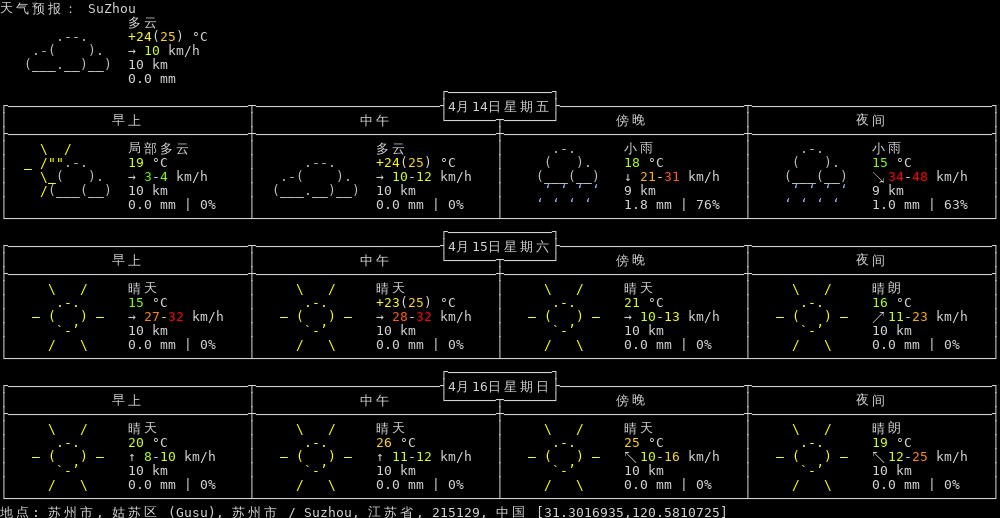 天气预报： SuZhou
多云
+24(25) °C
→ 10 km/h
10 km
0.0 mm
4月14日星期五
早上 中午 傍晚 夜间
局部多云 多云 小雨 小雨
19 °C +24(25) °C 18 °C 15 °C
→ 3-4 km/h → 10-12 km/h ↓ 21-31 km/h ↘ 34-48 km/h
10 km 10 km 9 km 9 km
0.0 mm | 0% 0.0 mm | 0% 1.8 mm | 76% 1.0 mm | 63%
4月15日星期六
早上 中午 傍晚 夜间
晴天 晴天 晴天 晴朗
15 °C +23(25) °C 21 °C 16 °C
→ 27-32 km/h → 28-32 km/h → 10-13 km/h ↗ 11-23 km/h
10 km 10 km 10 km 10 km
0.0 mm | 0% 0.0 mm | 0% 0.0 mm | 0% 0.0 mm | 0%
4月16日星期日
早上 中午 傍晚 夜间
晴天 晴天 晴天 晴朗
20 °C 26 °C 25 °C 19 °C
↑ 8-10 km/h ↑ 11-12 km/h ↖ 10-16 km/h ↖ 12-25 km/h
10 km 10 km 10 km 10 km
0.0 mm | 0% 0.0 mm | 0% 0.0 mm | 0% 0.0 mm | 0%
地点: 苏州市, 姑苏区 (Gusu), 苏州市 / Suzhou, 江苏省, 215129, 中国 [31.3016935,120.5810725]